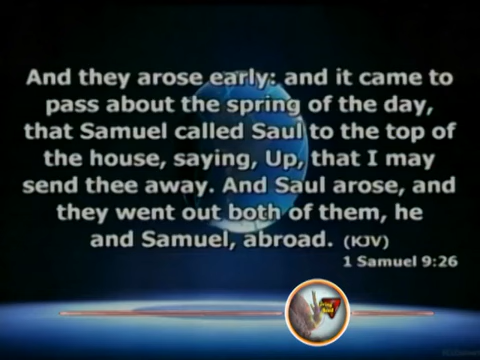 And they arose early: and it came to
pass about the spring of the day,
that Samuel called Saul to the top of
the house, saying, Up, that I may
send thee away. And Saul arose, and
they went out both of them, he
and Samuel, abroad. (KJV)
1 Samuel 9:26